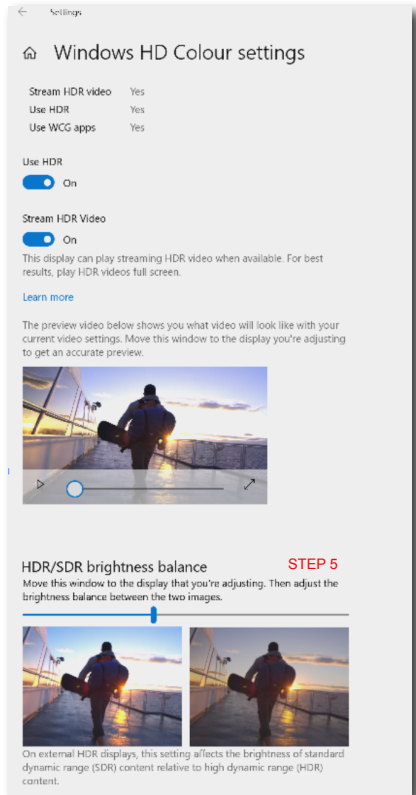 Settings
Windows HD Colour settings
Stream HDR video Yes
Use HDR Yes
Use WCG apps Yes
Use HDR
On
Stream HDR Video
On
This display can play streaming HDR video when available. For best
results, play HDR videos full screen.
Learn more
The preview video below shows you what video will look like with your
current video settings. Move this window to the display you're adjusting
to get an accurate preview.
HDR/SDR brightness balance STEP 5
Move this window to the display that you're adjusting. Then adjust the
brightness balance between the two images.
On external HDR displays, this setting affects the brightness of standard
dynamic range (SDR) content relative to high dynamic range (HDR)
content.